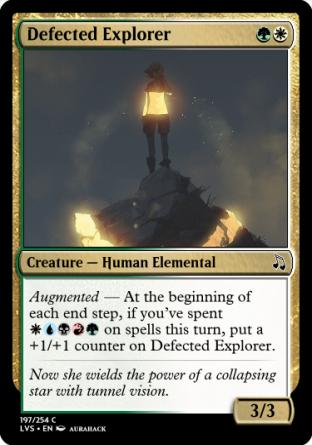 Defected Explorer
Creature — Human Elemental
Augmented — At the beginning of
each end step, if you've spent
on spells this turn, put a
+1/+1 counter on Defected Explorer.
Now she wields the power of a collapsing
star with tunnel vision.
3/3
197/254 C
LVS • EN AURAHACK